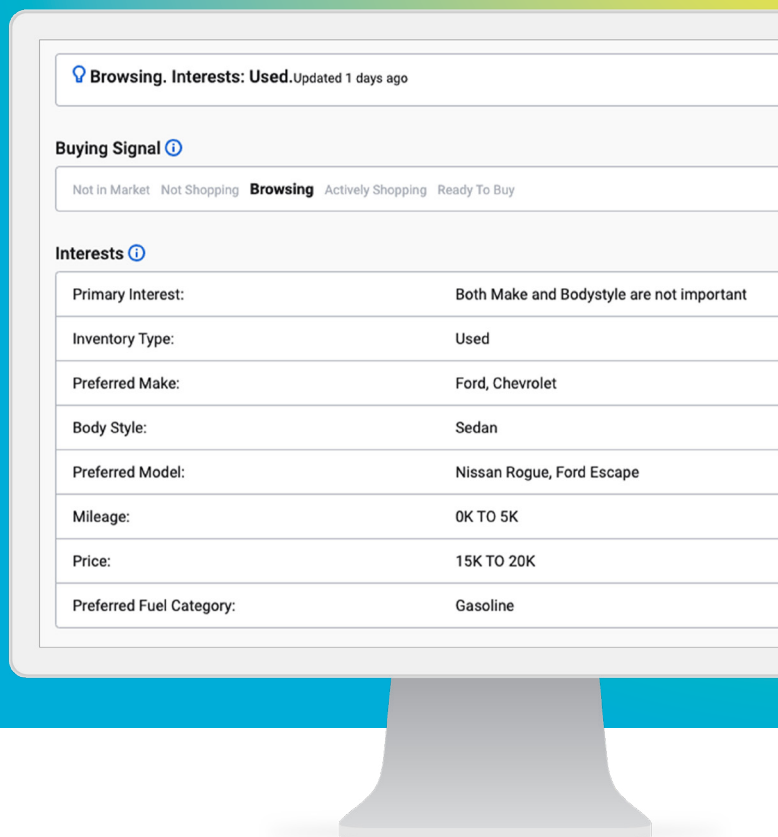 Browsing. Interests: Used. Updated 1 days ago
Buying Signal
Not in Market Not Shopping Browsing Actively Shopping Ready To Buy
Interests
Primary Interest: Both Make and Bodystyle are not important
Inventory Type: Used
Preferred Make: Ford, Chevrolet
Body Style: Sedan
Preferred Model: Nissan Rogue, Ford Escape
Mileage: 0K TO 5K
Price: 15K TO 20K
Preferred Fuel Category: Gasoline